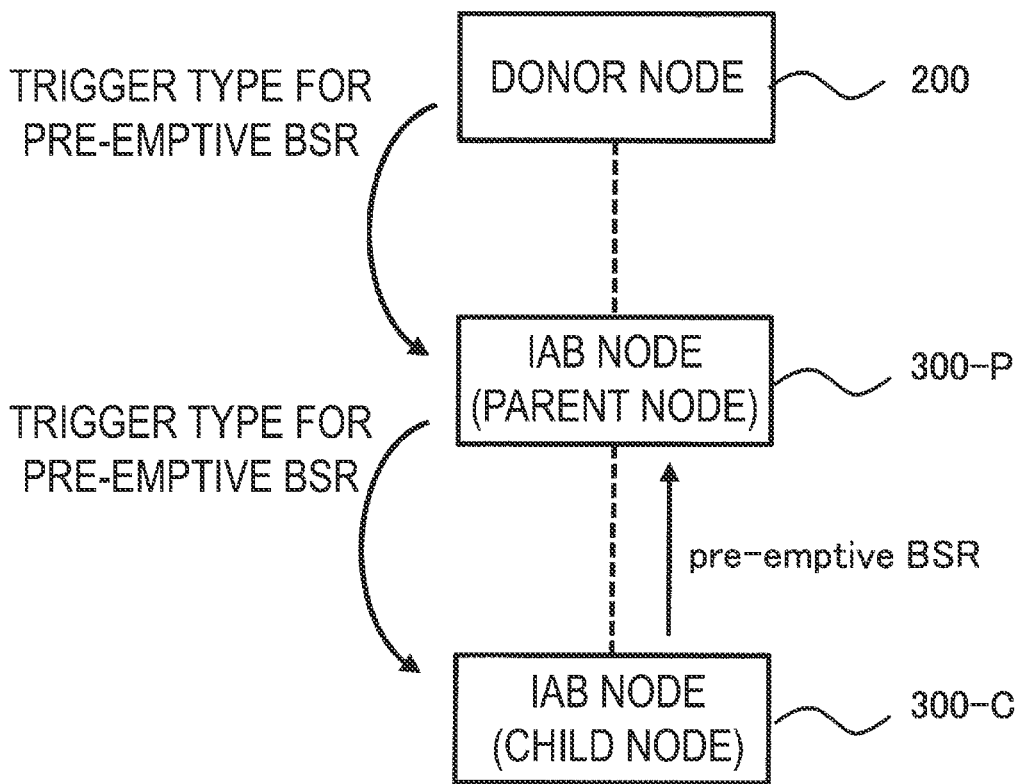 DONOR NODE
200
TRIGGER TYPE FOR
PRE-EMPTIVE BSR
IAB NODE
(PARENT NODE)
300-P
TRIGGER TYPE FOR
PRE-EMPTIVE BSR
pre-emptive BSR
IAB NODE
(CHILD NODE)
300-C